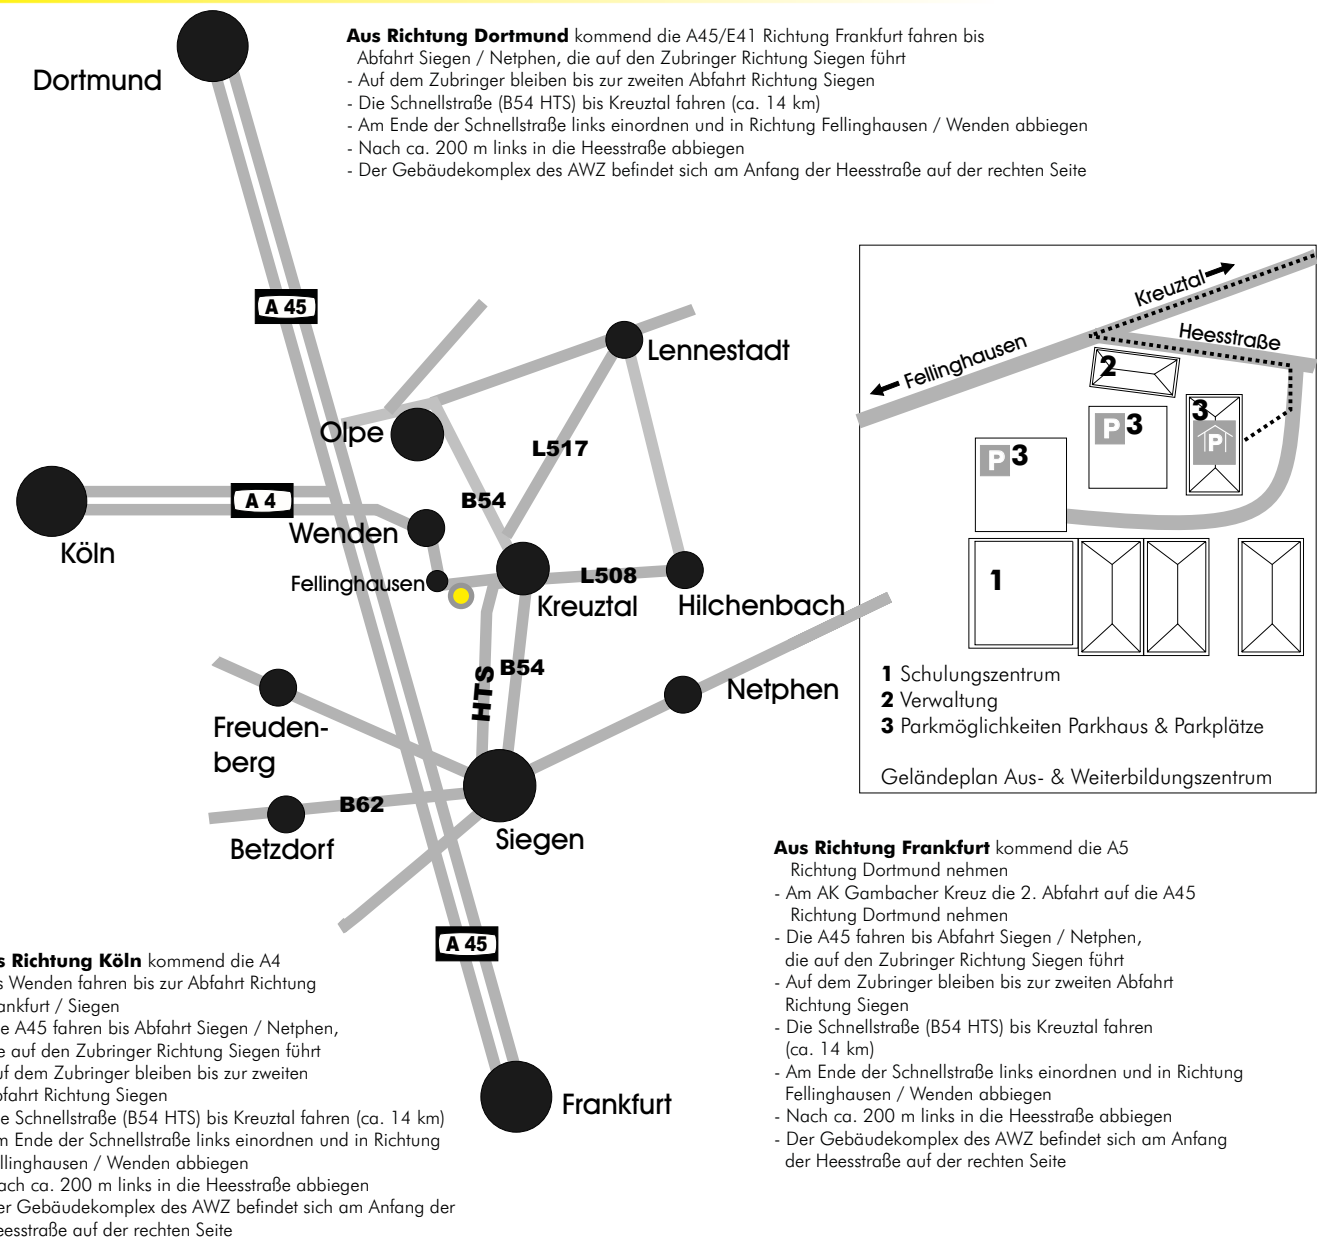 Aus Richtung Dortmund kommend die A45/E41 Richtung Frankfurt fahren bis
Abfahrt Siegen / Netphen, die auf den Zubringer Richtung Siegen führt
- Auf dem Zubringer bleiben bis zur zweiten Abfahrt Richtung Siegen
- Die Schnellstraße (B54 HTS) bis Kreuztal fahren (ca. 14 km)
- Am Ende der Schnellstraße links einordnen und in Richtung Fellinghausen / Wenden abbiegen
- Nach ca. 200 m links in die Heesstraße abbiegen
- Der Gebäudekomplex des AWZ befindet sich am Anfang der Heesstraße auf der rechten Seite
Dortmund
A 45
Lennestadt
Olpe
L517
B54
A 4
Köln
Wenden
Fellinghausen
L508
Kreuztal
Hilchenbach
HTS
B54
Netphen
Freuden-
berg
B62
Betzdorf
Siegen
A 45
Frankfurt
Kreuztal
Heesstraße
Fellinghausen
2
P 3
3
P
P 3
1
1 Schulungszentrum
2 Verwaltung
3 Parkmöglichkeiten Parkhaus & Parkplätze
Geländeplan Aus- & Weiterbildungszentrum
Aus Richtung Frankfurt kommend die A5
Richtung Dortmund nehmen
- Am AK Gambacher Kreuz die 2. Abfahrt auf die A45
Richtung Dortmund nehmen
- Die A45 fahren bis Abfahrt Siegen / Netphen,
die auf den Zubringer Richtung Siegen führt
- Auf dem Zubringer bleiben bis zur zweiten Abfahrt
Richtung Siegen
- Die Schnellstraße (B54 HTS) bis Kreuztal fahren
(ca. 14 km)
- Am Ende der Schnellstraße links einordnen und in Richtung
Fellinghausen / Wenden abbiegen
- Nach ca. 200 m links in die Heesstraße abbiegen
- Der Gebäudekomplex des AWZ befindet sich am Anfang
der Heesstraße auf der rechten Seite
s Richtung Köln kommend die A4
s Wenden fahren bis zur Abfahrt Richtung
ankfurt / Siegen
e A45 fahren bis Abfahrt Siegen / Netphen,
e auf den Zubringer Richtung Siegen führt
uf dem Zubringer bleiben bis zur zweiten
bfahrt Richtung Siegen
ie Schnellstraße (B54 HTS) bis Kreuztal fahren (ca. 14 km)
m Ende der Schnellstraße links einordnen und in Richtung
llinghausen / Wenden abbiegen
ach ca. 200 m links in die Heesstraße abbiegen
er Gebäudekomplex des AWZ befindet sich am Anfang der
eesstraße auf der rechten Seite